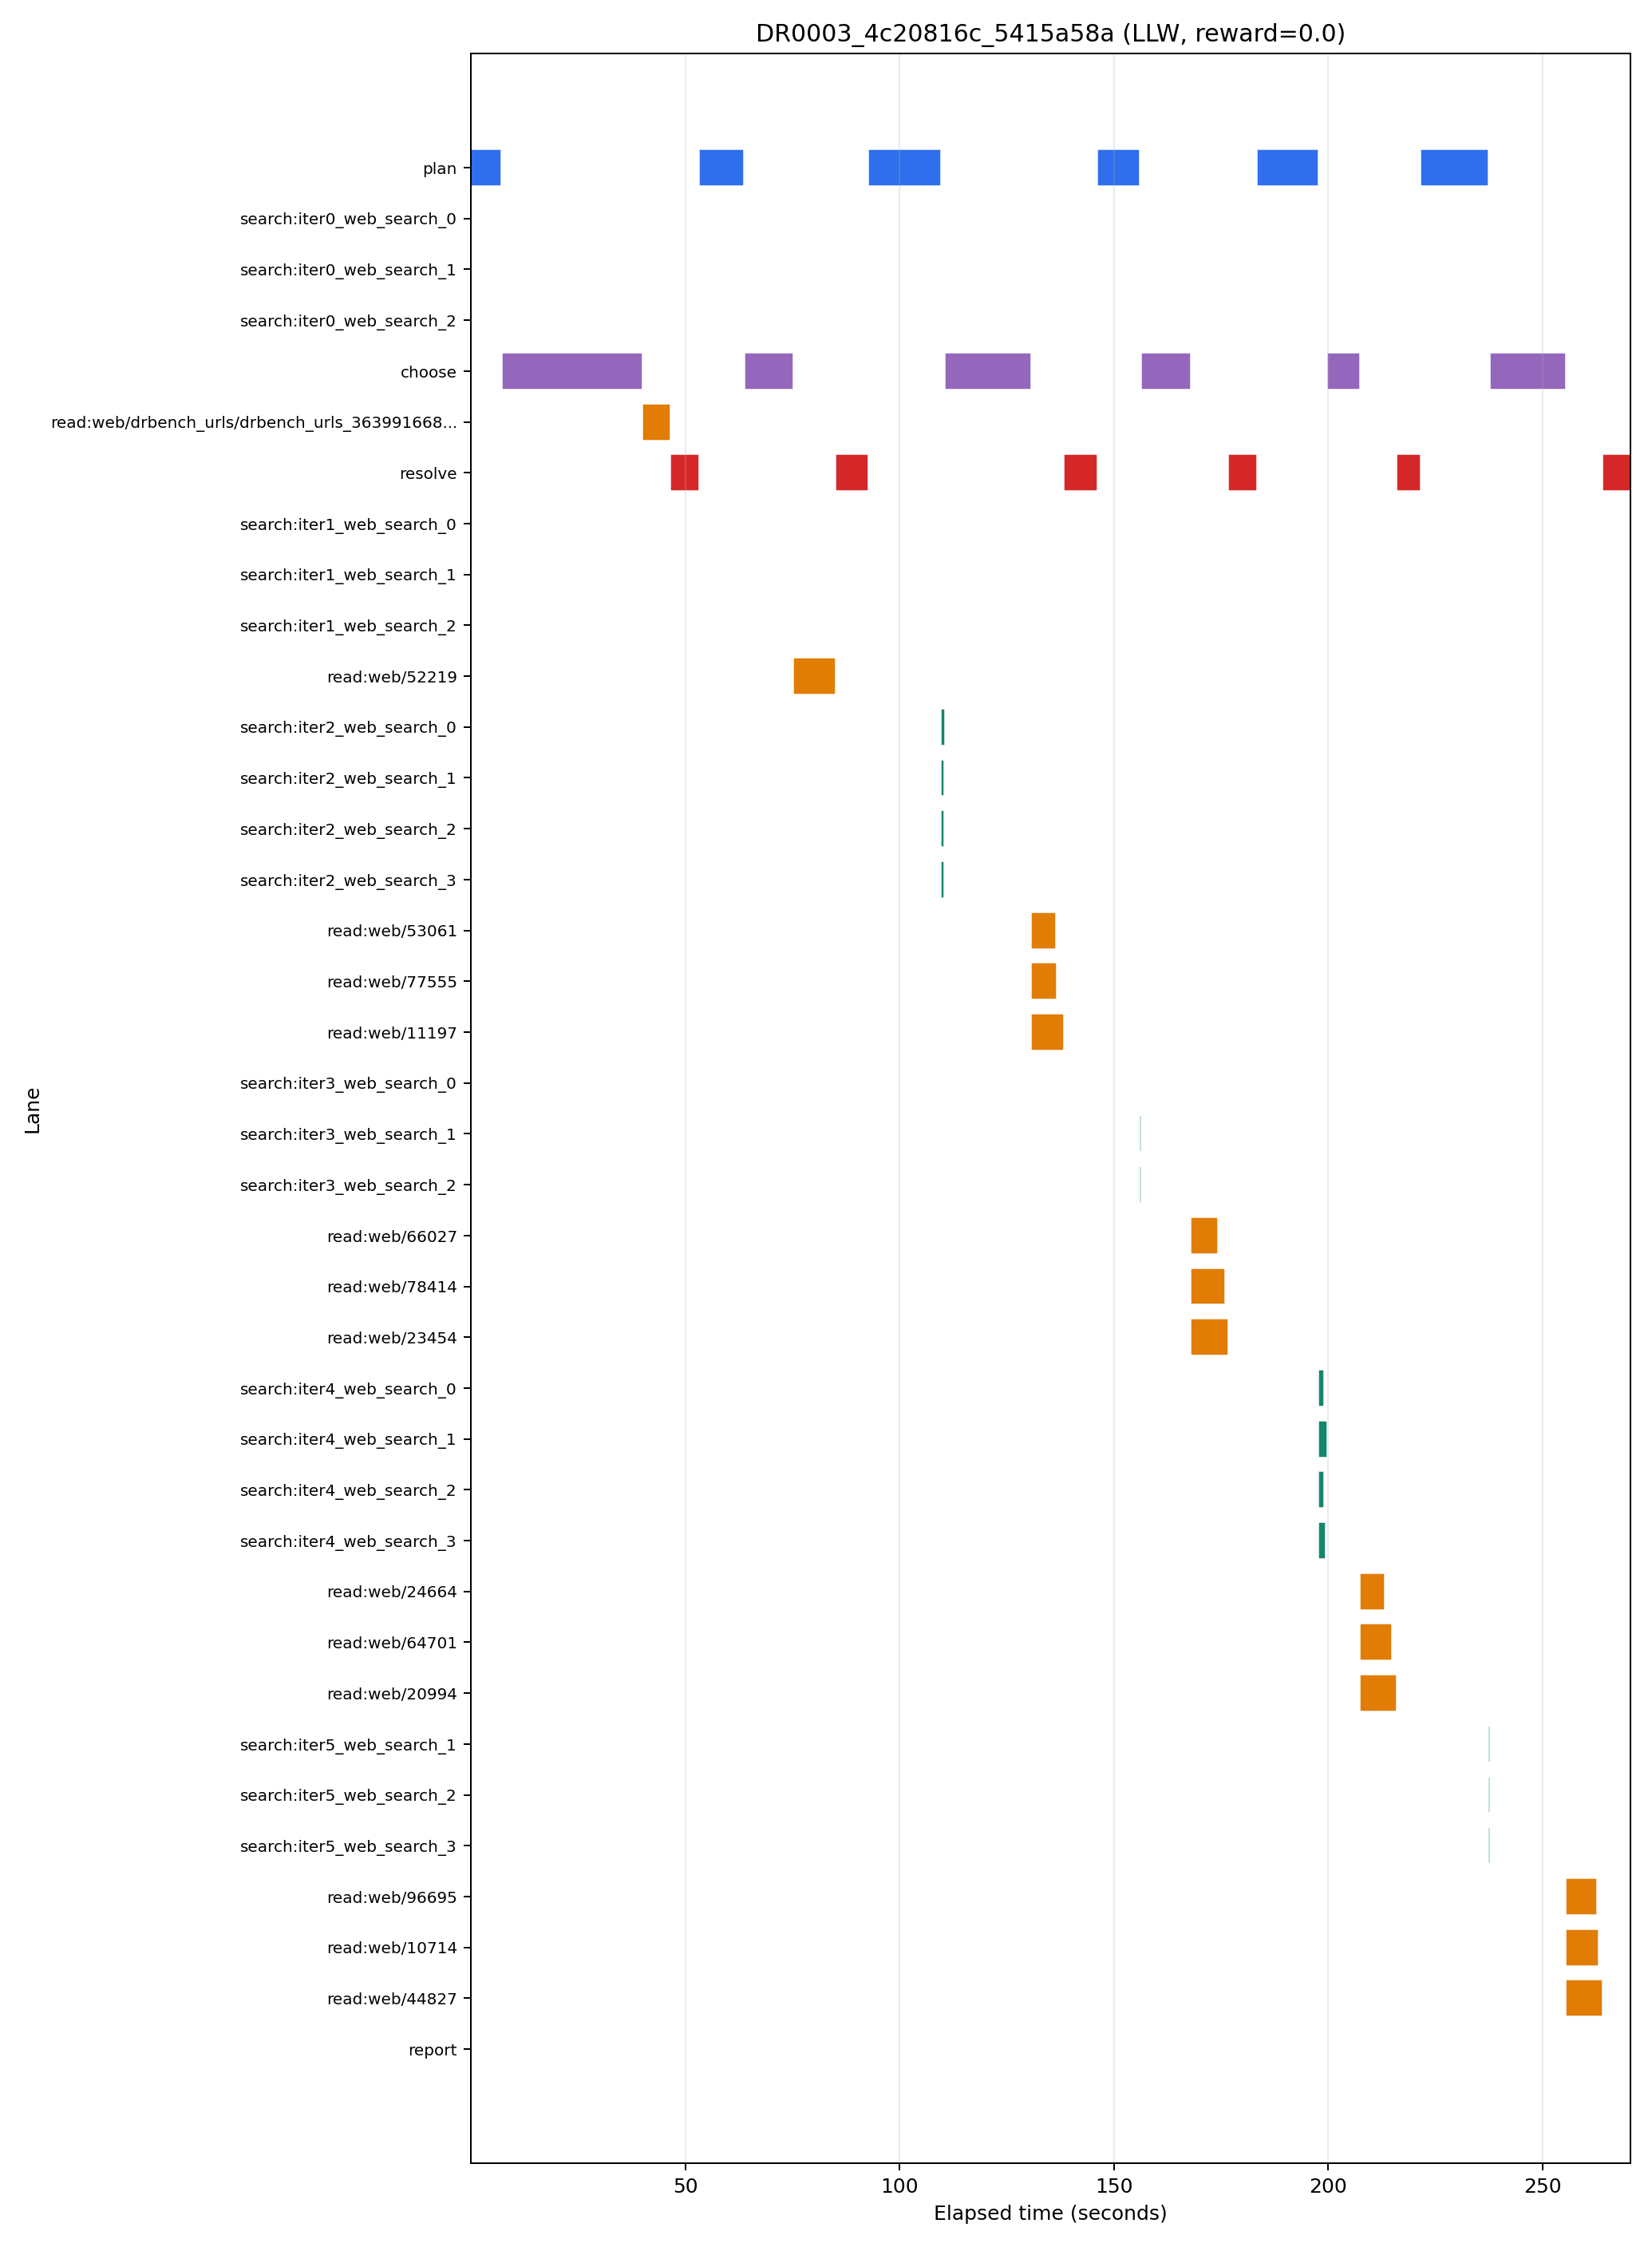 DR0003_4c20816c_5415a58a (LLW, reward=0.0)
plan
search:iter0_web_search_0
search:iter0_web_search_1
search:iter0_web_search_2
choose
read:web/drbench_urls/drbench_urls_363991668...
resolve
search:iter1_web_search_0
search:iter1_web_search_1
search:iter1_web_search_2
read:web/52219
search:iter2_web_search_0
search:iter2_web_search_1
search:iter2_web_search_2
search:iter2_web_search_3
read:web/53061
read:web/77555
read:web/11197
search:iter3_web_search_0
search:iter3_web_search_1
search:iter3_web_search_2
read:web/66027
read:web/78414
read:web/23454
search:iter4_web_search_0
search:iter4_web_search_1
search:iter4_web_search_2
search:iter4_web_search_3
read:web/24664
read:web/64701
read:web/20994
search:iter5_web_search_1
search:iter5_web_search_2
search:iter5_web_search_3
read:web/96695
read:web/10714
read:web/44827
report
Lane
50 100 150 200 250
Elapsed time (seconds)